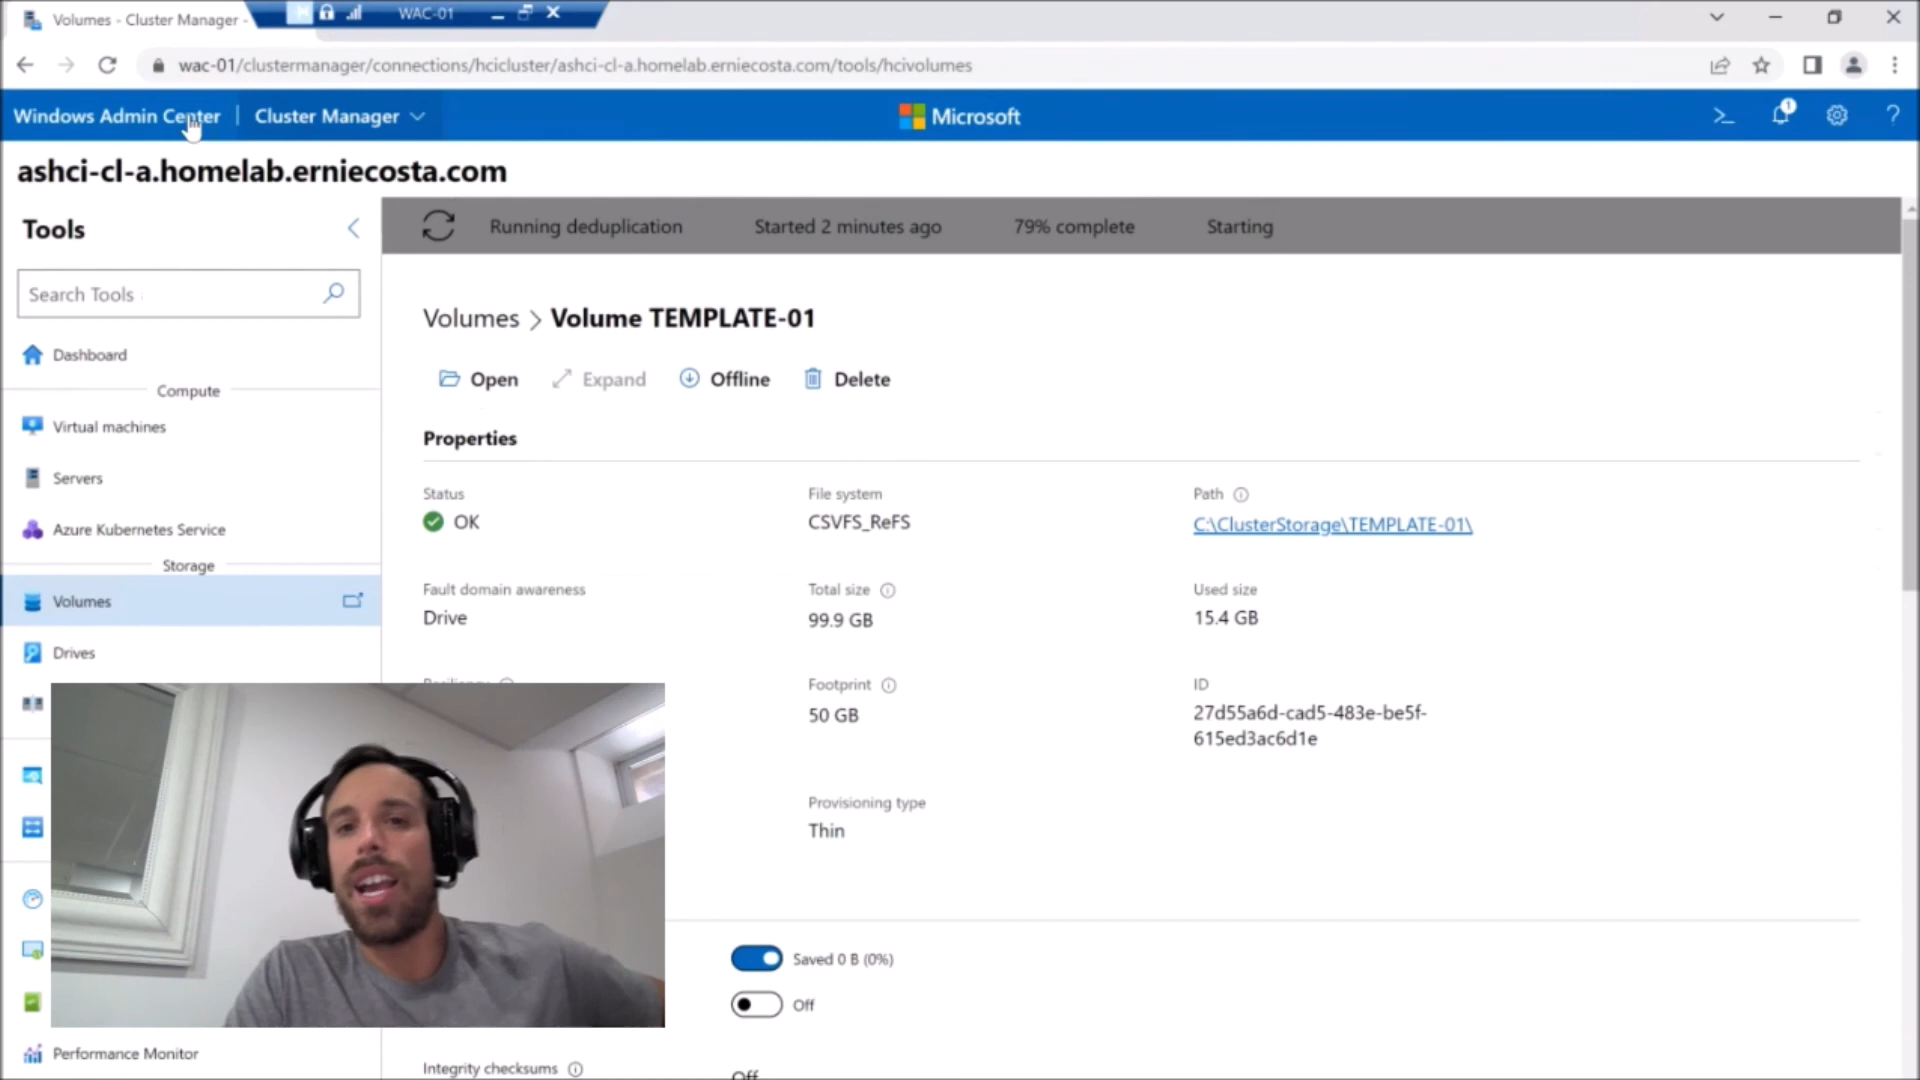 Volumes - Cluster Manager -
WAC-01
wac-01/clustermanager/connections/hcicluster/ashci-cl-a.homelab.erniecosta.com/tools/hcivolumes
Windows Admin Center | Cluster Manager
Microsoft
1
?
ashci-cl-a.homelab.erniecosta.com
Tools
Running deduplication Started 2 minutes ago 79% complete Starting
Search Tools
Volumes > Volume TEMPLATE-01
Dashboard
Compute
Open Expand Offline Delete
Virtual machines
Properties
Servers
Status File system Path
OK CSVFS_ReFS C:\ClusterStorage\TEMPLATE-01\
Azure Kubernetes Service
Storage
Fault domain awareness Total size Used size
Volumes
Drive 99.9 GB 15.4 GB
Drives
Footprint ID
50 GB 27d55a6d-cad5-483e-be5f-
615ed3ac6d1e
Provisioning type
Thin
Saved 0 B (0%)
Off
Performance Monitor
Integrity checksums
Off